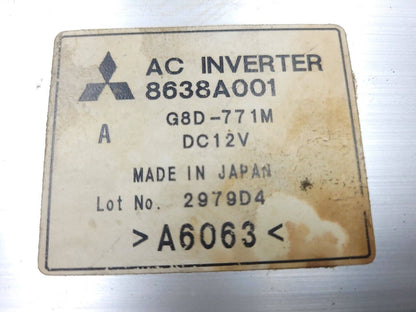 AC INVERTER
8638A001
A G8D-771M
DC12V
MADE IN JAPAN
Lot No. 2979D4
>A6063<